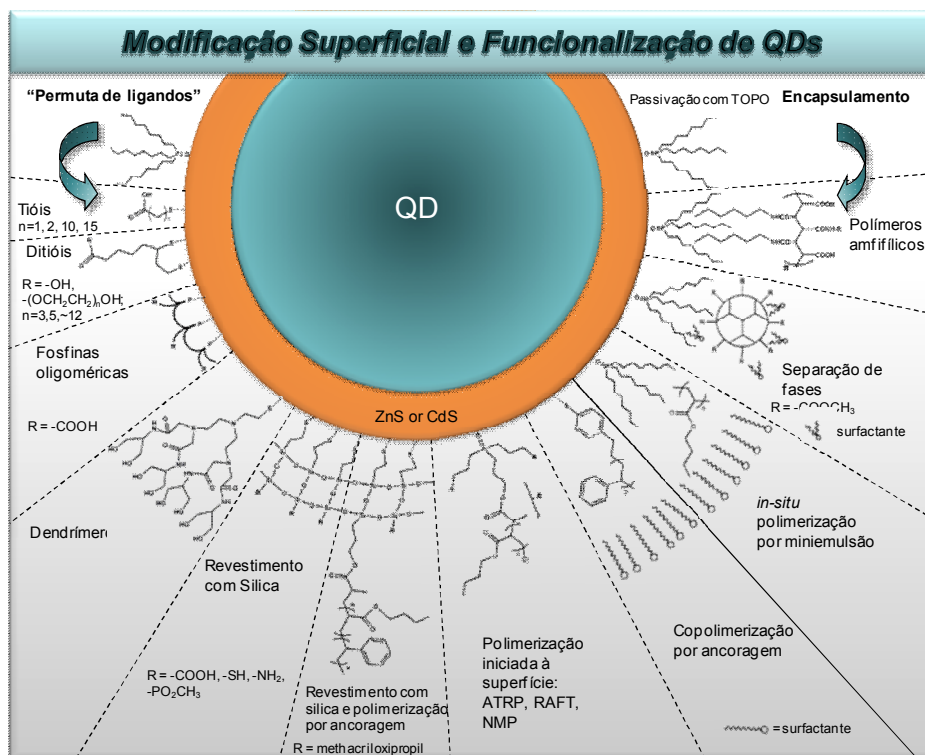 Modificação Superficial e Funcionalização de QDs
“Permuta de ligandos”
Passivação com TOPO
Encapsulamento
QD
Tióis
n=1, 2, 10, 15
Ditióis
R = -OH,
-(OCH₂CH₂)ₙOH;
n=3,5,~12
Fosfinas
oligoméricas
R = -COOH
Dendrímero
Revestimento
com Silica
R = -COOH, -SH, -NH₂,
-PO₂CH₃
Revestimento com
silica e polimerização
por ancoragem
R = methacriloxipropil
Polimerização
iniciada à
superfície:
ATRP, RAFT,
NMP
ZnS or CdS
Polímeros
amfifílicos
Separação de
fases
R = -COOCH₃
surfactante
in-situ
polimerização
por miniemulsão
Copolimerização
por ancoragem
=surfactante